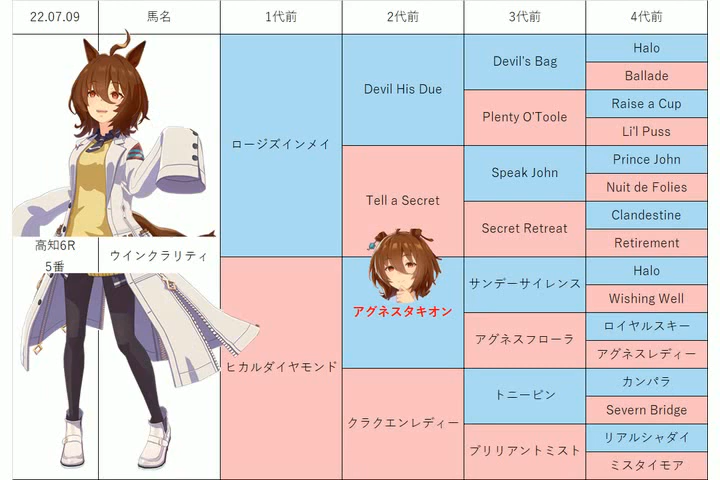 22.07.09
馬名
1代前
2代前
3代前
4代前
ロージズインメイ
Devil His Due
Devil's Bag
Halo
Ballade
Plenty O'Toole
Raise a Cup
Li'l Puss
Tell a Secret
Speak John
Prince John
Nuit de Folies
Secret Retreat
Clandestine
Retirement
高知6R
5番
ウインクラリティ
ヒカルダイヤモンド
アグネスタキオン
サンデーサイレンス
Halo
Wishing Well
アグネスフローラ
ロイヤルスキー
アグネスレディー
クラクエンレディー
トニービン
カンパラ
Severn Bridge
ブリリアントミスト
リアルシャダイ
ミスタイモア